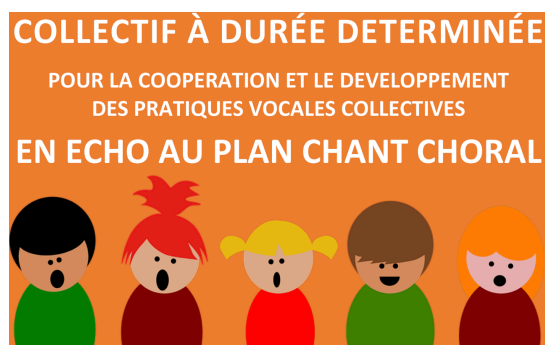 COLLECTIF À DURÉE DETERMINÉE
POUR LA COOPERATION ET LE DEVELOPPEMENT
DES PRATIQUES VOCALES COLLECTIVES
EN ECHO AU PLAN CHANT CHORAL